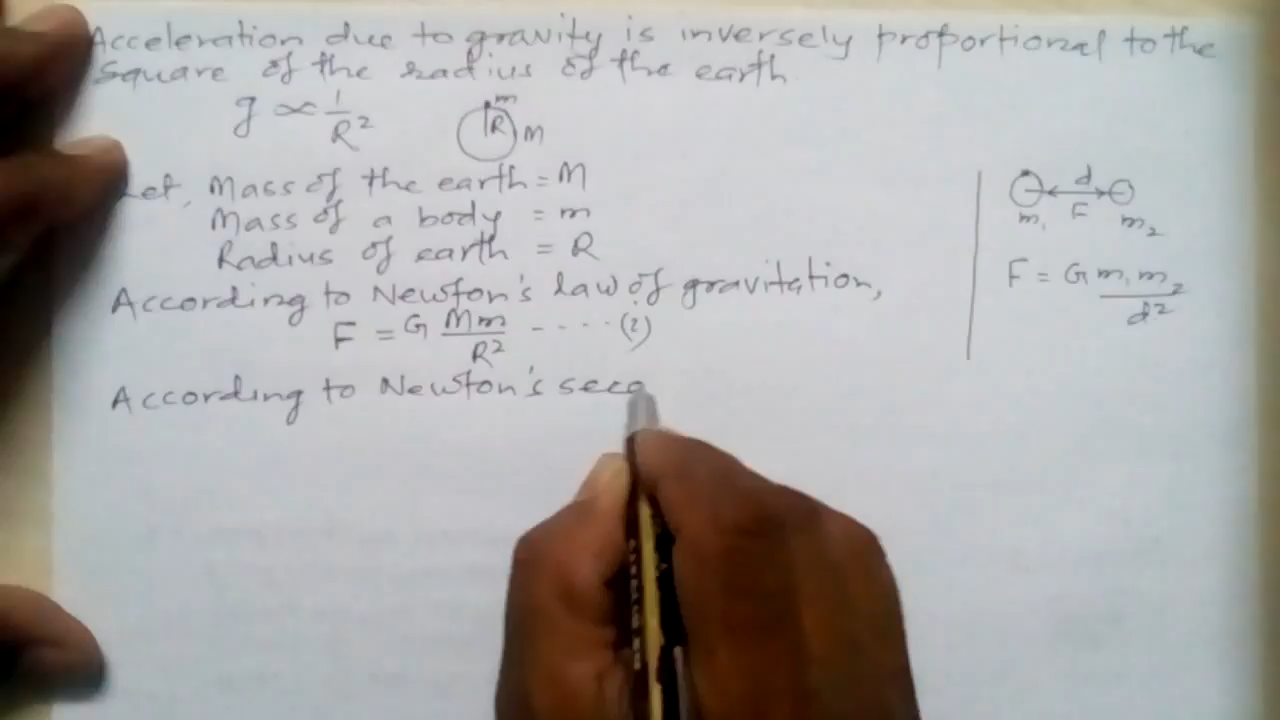 Acceleration due to gravity is inversely proportional to the
square of the radius of the earth
g ∝ 1/R²
m
R M
Let, Mass of the earth = M
Mass of a body = m
Radius of earth = R
According to Newton's law of gravitation,
F = G Mm/R² ----- (i)
According to Newton's seco
d
m₁ F m₂
F = G m₁m₂/d²